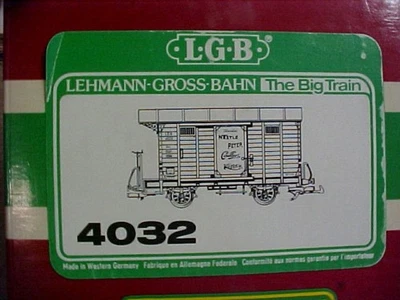 L·G·B
LEHMANN-GROSS-BAHN The Big Train
NESTLE
PETER
4032
Made in Western Germany Fabriqué en Allemagne Federale Conformité aux normes garantie par l'importateur